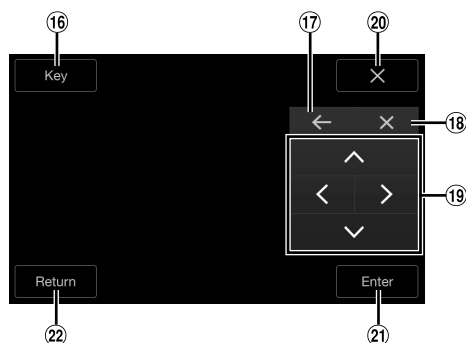 ⑯ ⑰ ⑳
Key ×
← × ⑱
⑲
Return Enter
㉒ ㉑